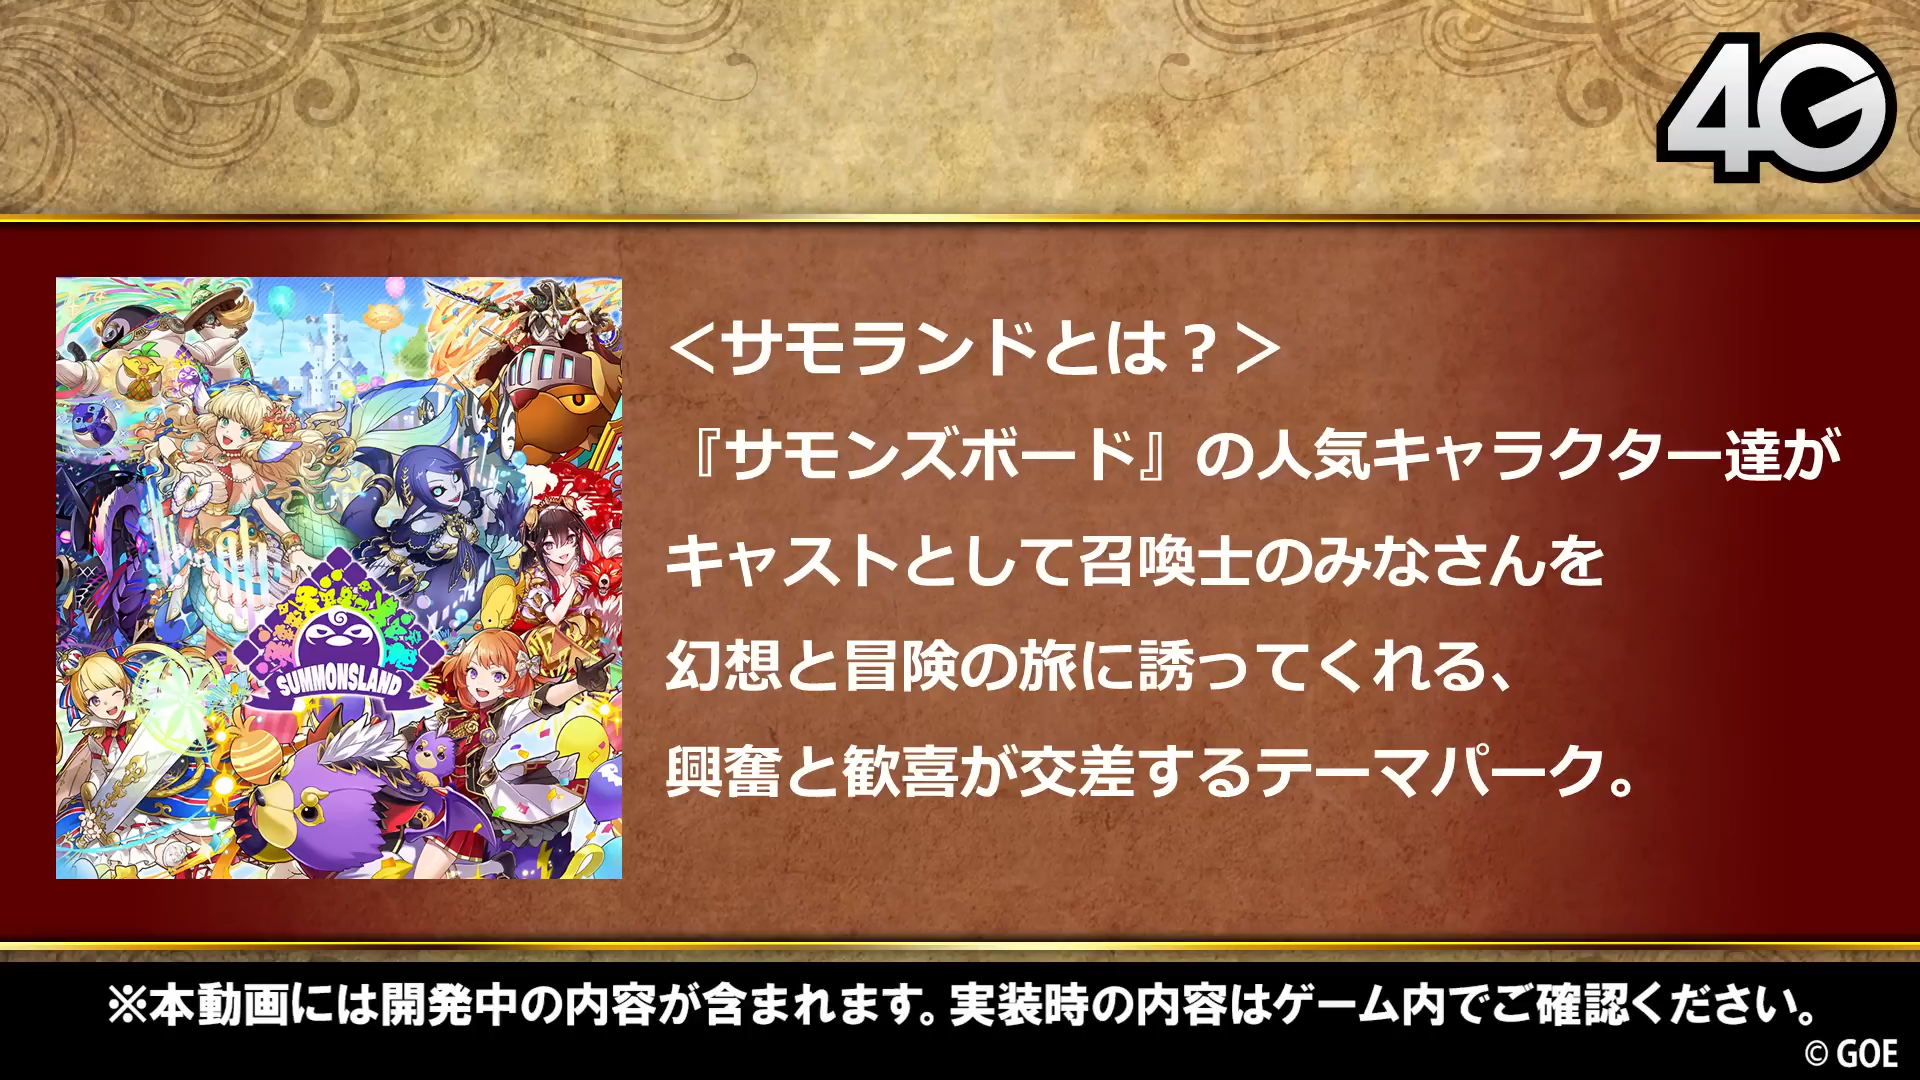 4G
<サモランドとは？>
『サモンズボード』の人気キャラクター達が
キャストとして召喚士のみなさんを
幻想と冒険の旅に誘ってくれる、
興奮と歓喜が交差するテーマパーク。
SUMMONSLAND
※本動画には開発中の内容が含まれます。実装時の内容はゲーム内でご確認ください。
© GOE